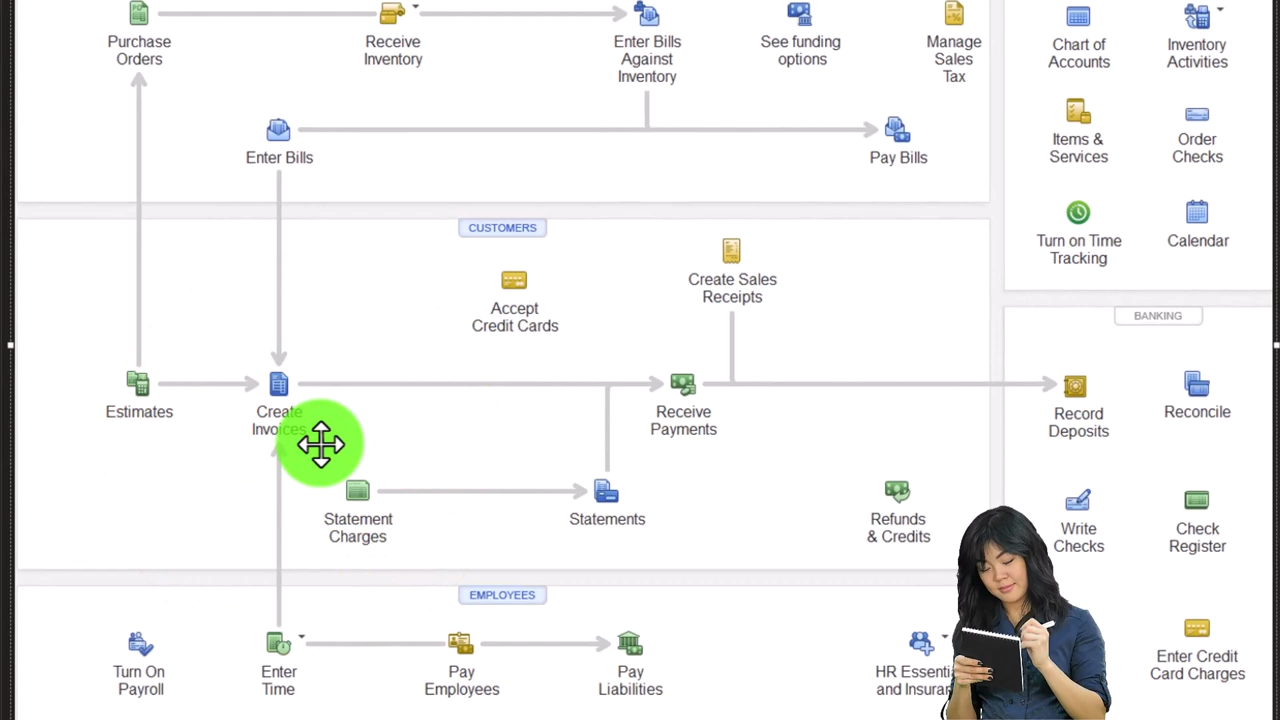 Purchase
Orders
Receive
Inventory
Enter Bills
Against
Inventory
See funding
options
Manage
Sales
Tax
Chart of
Accounts
Inventory
Activities
Enter Bills
Pay Bills
Items &
Services
Order
Checks
Turn on Time
Tracking
Calendar
CUSTOMERS
Accept
Credit Cards
Create Sales
Receipts
BANKING
Estimates
Create
Invoices
Receive
Payments
Record
Deposits
Reconcile
Statement
Charges
Statements
Refunds
& Credits
Write
Checks
Check
Register
EMPLOYEES
Turn On
Payroll
Enter
Time
Pay
Employees
Pay
Liabilities
HR Essenti
and Insuran
Enter Credit
Card Charges